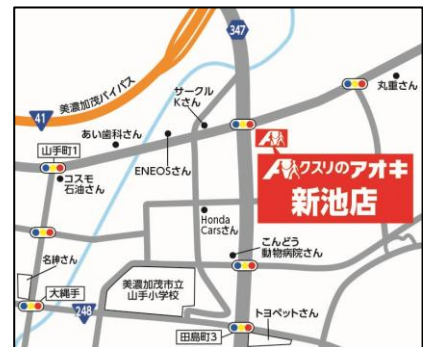 347
美濃加茂バイパス
41
サークル
Kさん
丸重さん
あい歯科さん
山手町1
ENEOSさん
コスモ
石油さん
クスリのアオキ
新池店
Honda
Carsさん
こんどう
動物病院さん
名神さん
美濃加茂市立
山手小学校
大縄手
248
トヨペットさん
田島町3